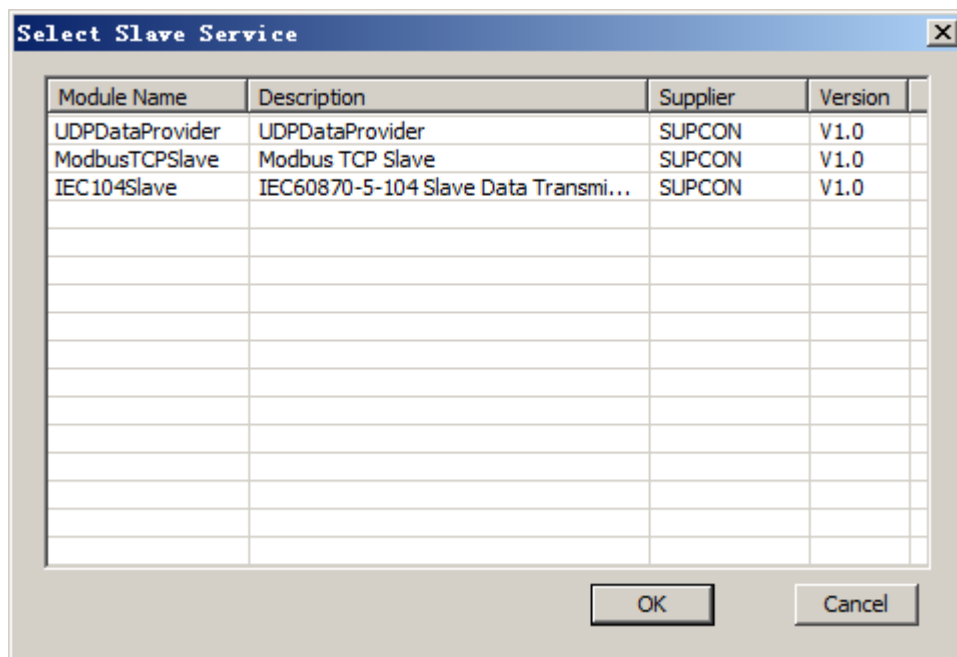 Select Slave Service
Module Name Description Supplier Version
UDPDataProvider UDPDataProvider SUPCON V1.0
ModbusTCPSlave Modbus TCP Slave SUPCON V1.0
IEC104Slave IEC60870-5-104 Slave Data Transmi... SUPCON V1.0
OK Cancel